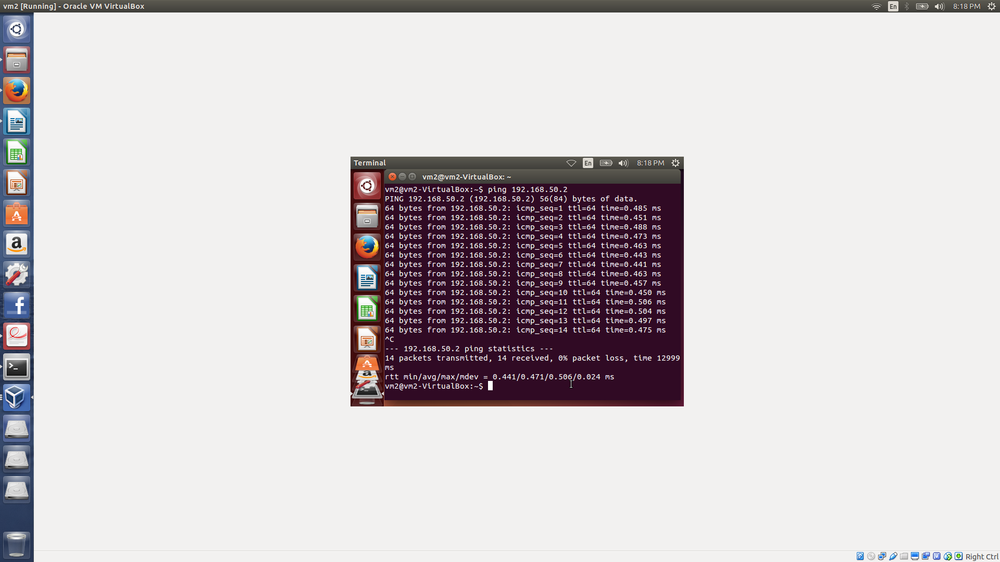 vm2 [Running] - Oracle VM VirtualBox
En
8:18 PM
Terminal
En
8:18 PM
vm2@vm2-VirtualBox: ~
vm2@vm2-VirtualBox:~$ ping 192.168.50.2
PING 192.168.50.2 (192.168.50.2) 56(84) bytes of data.
64 bytes from 192.168.50.2: icmp_seq=1 ttl=64 time=0.485 ms
64 bytes from 192.168.50.2: icmp_seq=2 ttl=64 time=0.451 ms
64 bytes from 192.168.50.2: icmp_seq=3 ttl=64 time=0.488 ms
64 bytes from 192.168.50.2: icmp_seq=4 ttl=64 time=0.473 ms
64 bytes from 192.168.50.2: icmp_seq=5 ttl=64 time=0.463 ms
64 bytes from 192.168.50.2: icmp_seq=6 ttl=64 time=0.443 ms
64 bytes from 192.168.50.2: icmp_seq=7 ttl=64 time=0.441 ms
64 bytes from 192.168.50.2: icmp_seq=8 ttl=64 time=0.463 ms
64 bytes from 192.168.50.2: icmp_seq=9 ttl=64 time=0.457 ms
64 bytes from 192.168.50.2: icmp_seq=10 ttl=64 time=0.450 ms
64 bytes from 192.168.50.2: icmp_seq=11 ttl=64 time=0.506 ms
64 bytes from 192.168.50.2: icmp_seq=12 ttl=64 time=0.504 ms
64 bytes from 192.168.50.2: icmp_seq=13 ttl=64 time=0.497 ms
64 bytes from 192.168.50.2: icmp_seq=14 ttl=64 time=0.475 ms
^C
--- 192.168.50.2 ping statistics ---
14 packets transmitted, 14 received, 0% packet loss, time 12999
ms
rtt min/avg/max/mdev = 0.441/0.471/0.506/0.024 ms
vm2@vm2-VirtualBox:~$
Right Ctrl